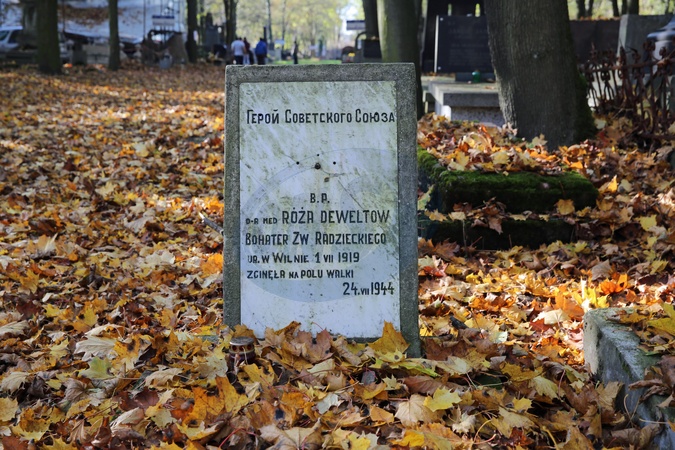 Герой Советского Союза
B. P.
D-R MED RÓŻA DEWELTOW
BOHATER ZW RADZIECKIEGO
UR. W WILNIE 1 VII 1919
ZGINĘŁA NA POLU WALKI
24.VII 1944